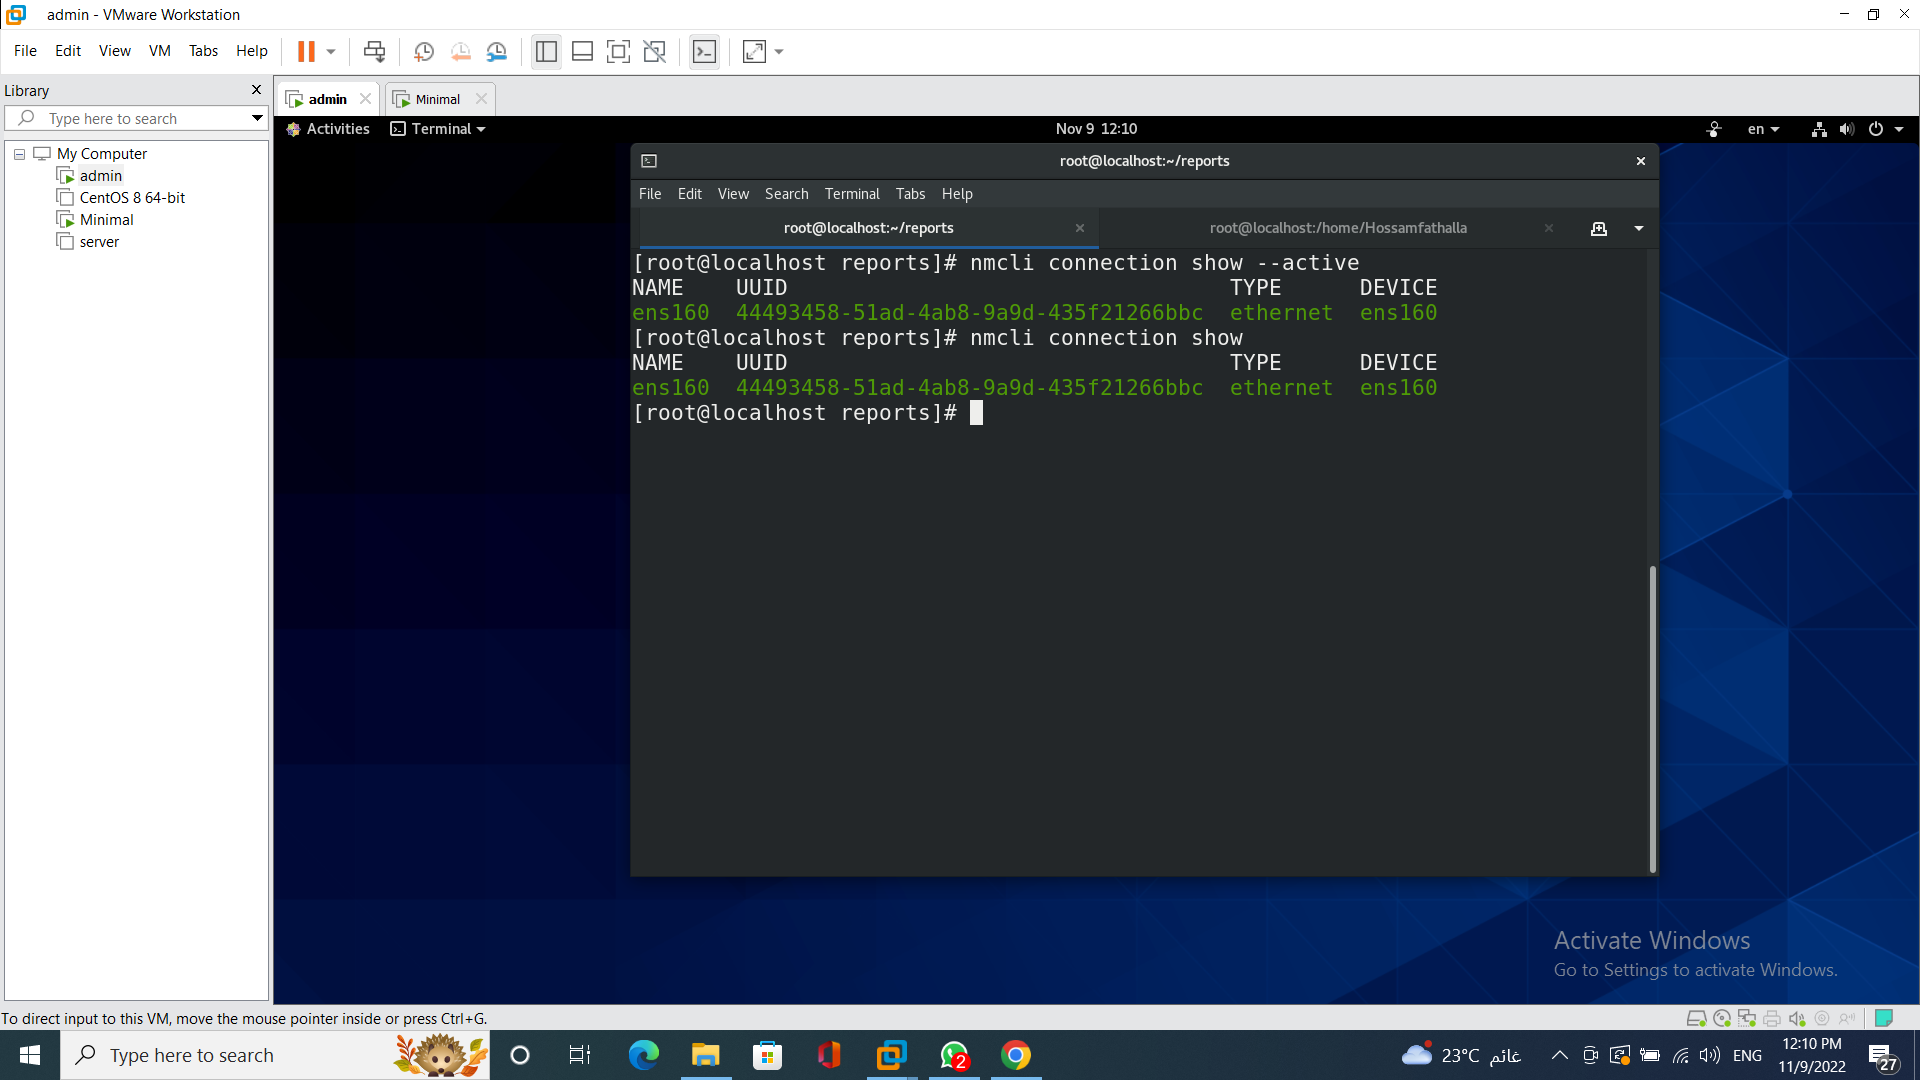 admin - VMware Workstation
File Edit View VM Tabs Help
Library
Type here to search
My Computer
admin
CentOS 8 64-bit
Minimal
server
admin
Minimal
Activities
Terminal
Nov 9 12:10
en
root@localhost:~/reports
File Edit View Search Terminal Tabs Help
root@localhost:~/reports
root@localhost:/home/Hossamfathalla
[root@localhost reports]# nmcli connection show --active
NAME UUID TYPE DEVICE
ens160 44493458-51ad-4ab8-9a9d-435f21266bbc ethernet ens160
[root@localhost reports]# nmcli connection show
NAME UUID TYPE DEVICE
ens160 44493458-51ad-4ab8-9a9d-435f21266bbc ethernet ens160
[root@localhost reports]#
Activate Windows
Go to Settings to activate Windows.
To direct input to this VM, move the mouse pointer inside or press Ctrl+G.
Type here to search
2
23°C غائم
ENG
12:10 PM
11/9/2022
27